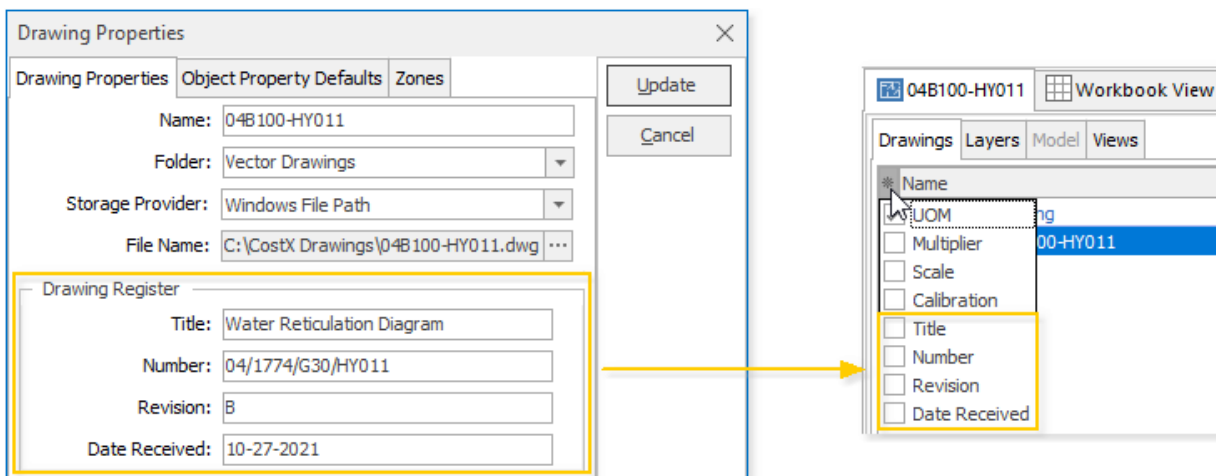 Drawing Properties
Drawing Properties Object Property Defaults Zones
Update
Cancel
Name: 04B100-HY011
Folder: Vector Drawings
Storage Provider: Windows File Path
File Name: C:\CostX Drawings\04B100-HY011.dwg ...
Drawing Register
Title: Water Reticulation Diagram
Number: 04/1774/G30/HY011
Revision: B
Date Received: 10-27-2021
04B100-HY011 Workbook View
Drawings Layers Model Views
Name
UOM ng
Multiplier 00-HY011
Scale
Calibration
Title
Number
Revision
Date Received